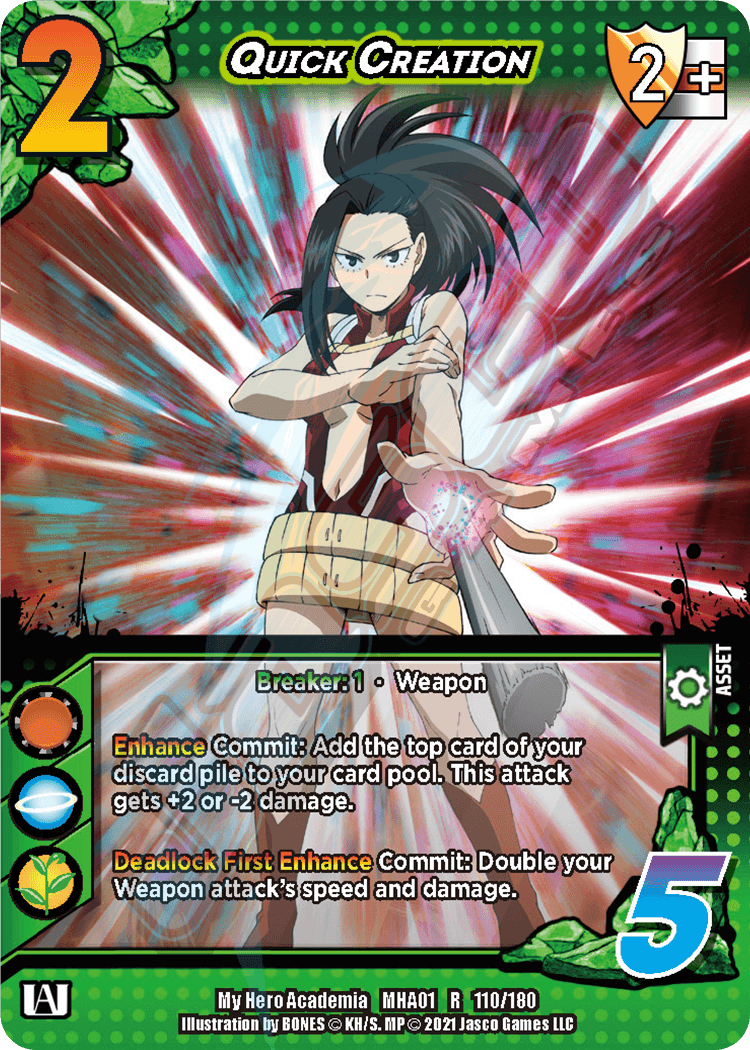 2
QUICK CREATION
2 +
Breaker: 1 • Weapon
ASSET
Enhance Commit: Add the top card of your
discard pile to your card pool. This attack
gets +2 or -2 damage.
Deadlock First Enhance Commit: Double your
Weapon attack's speed and damage.
5
UA
My Hero Academia MHA01 R 110/180
Illustration by BONES © KH/S. MP © 2021 Jasco Games LLC